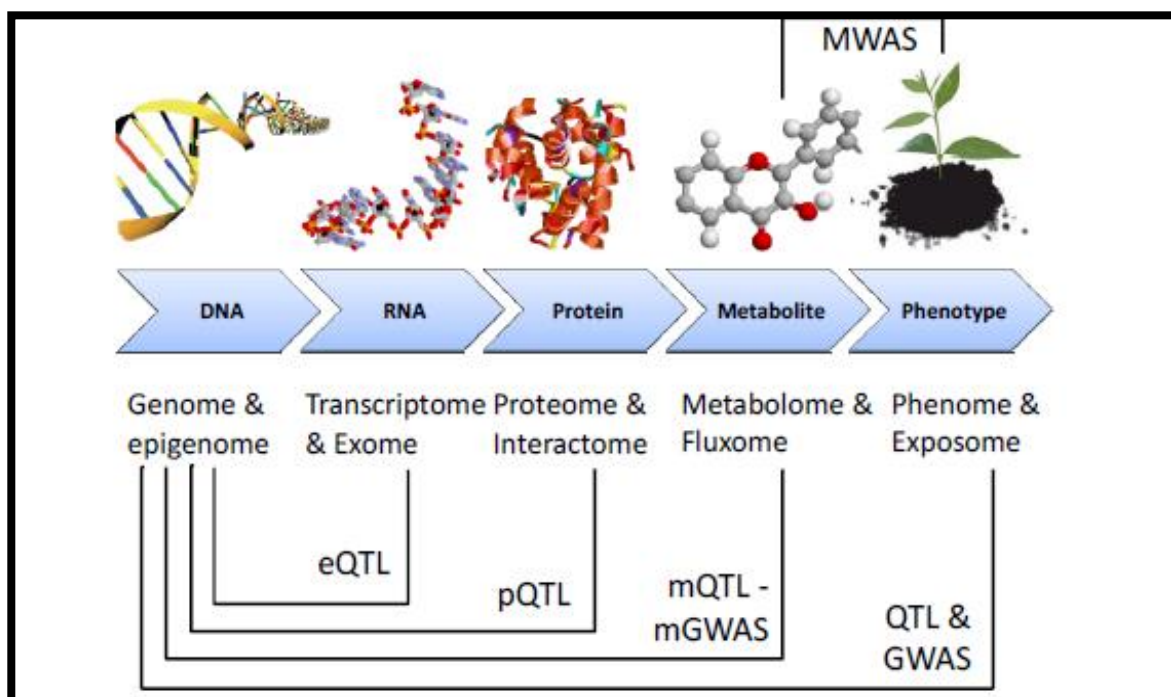 MWAS
DNA
RNA
Protein
Metabolite
Phenotype
Genome &
epigenome
Transcriptome
& Exome
Proteome &
Interactome
Metabolome &
Fluxome
Phenome &
Exposome
eQTL
pQTL
mQTL -
mGWAS
QTL &
GWAS